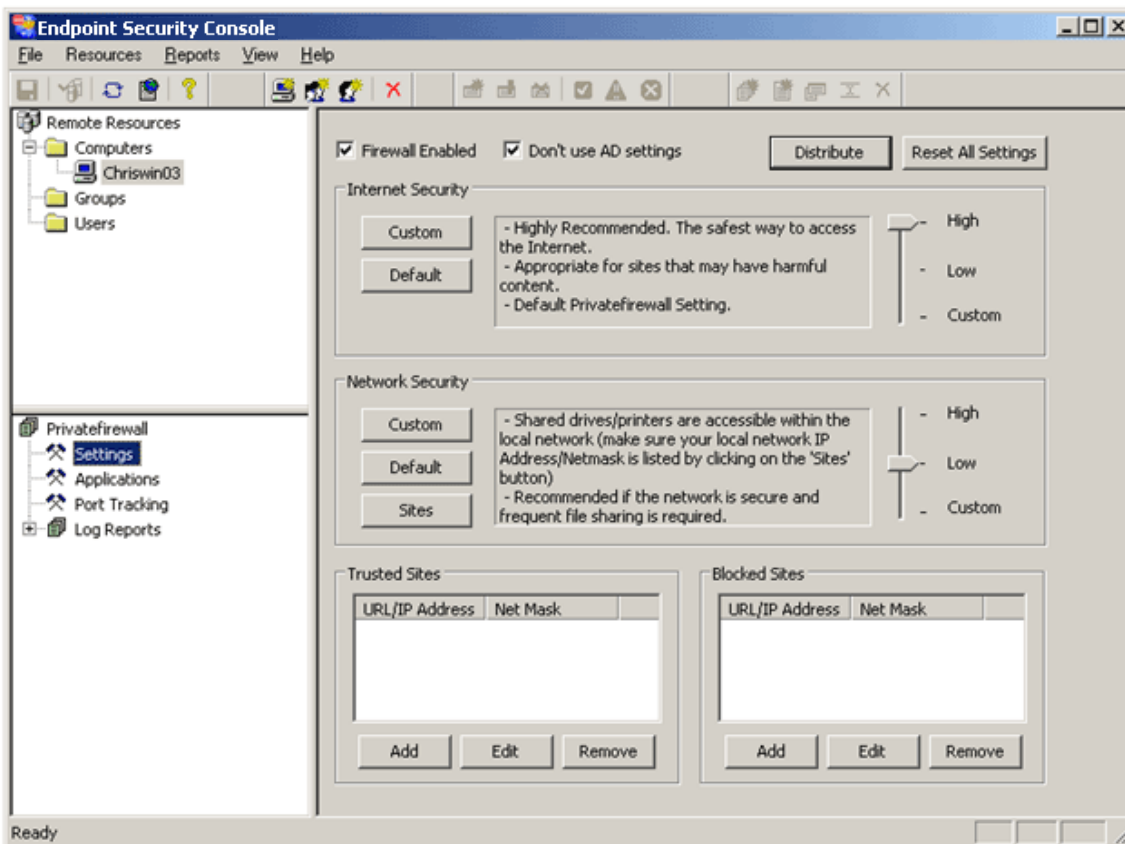 Endpoint Security Console
File Resources Reports View Help
Remote Resources
Computers
Chriswin03
Groups
Users
Privatefirewall
Settings
Applications
Port Tracking
Log Reports
Firewall Enabled Don't use AD settings Distribute Reset All Settings
Internet Security
Custom
Default
- Highly Recommended. The safest way to access
the Internet.
- Appropriate for sites that may have harmful
content.
- Default Privatefirewall Setting.
High
Low
Custom
Network Security
Custom
Default
Sites
- Shared drives/printers are accessible within the
local network (make sure your local network IP
Address/Netmask is listed by clicking on the 'Sites'
button)
- Recommended if the network is secure and
frequent file sharing is required.
High
Low
Custom
Trusted Sites
URL/IP Address Net Mask
Add Edit Remove
Blocked Sites
URL/IP Address Net Mask
Add Edit Remove
Ready